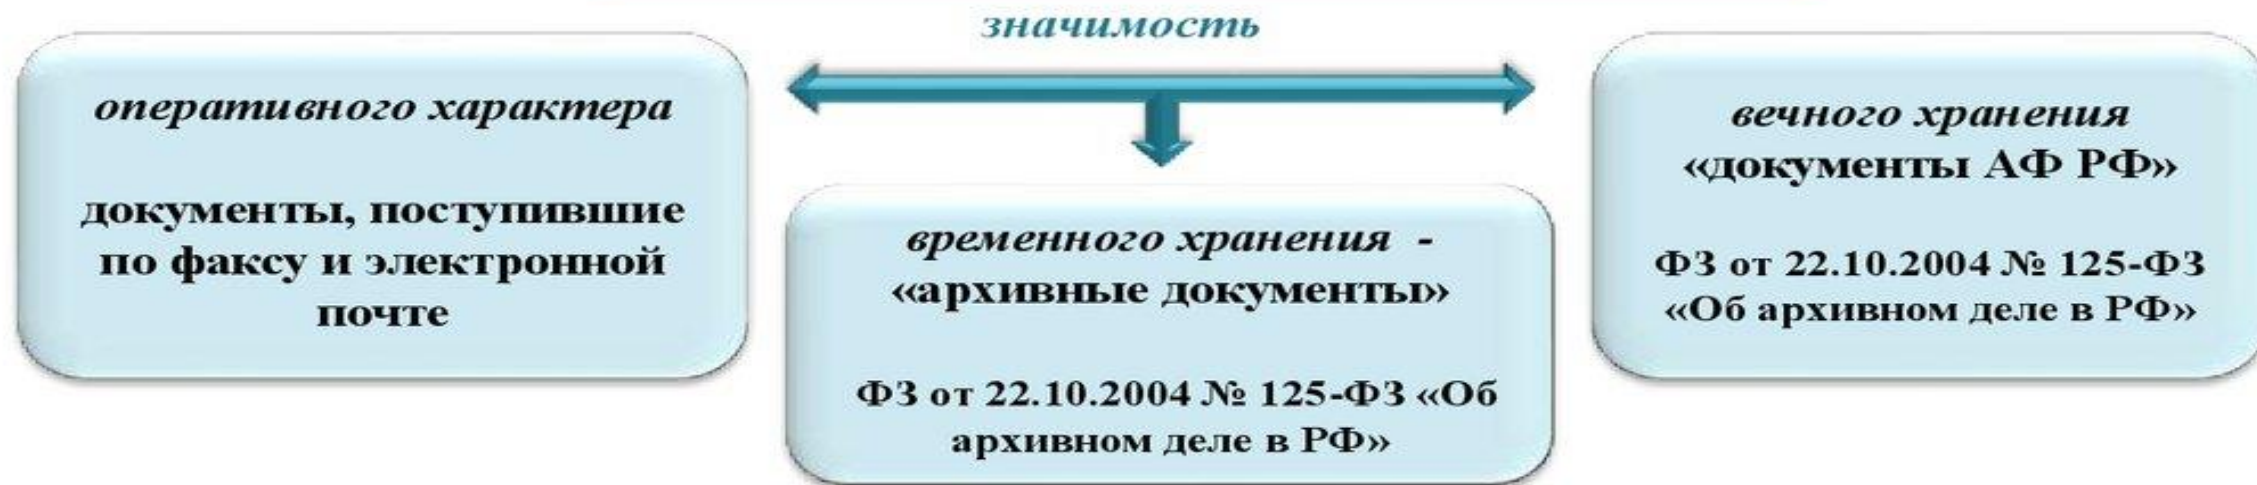 значимость
оперативного характера
документы, поступившие
по факсу и электронной
почте
временного хранения -
«архивные документы»
ФЗ от 22.10.2004 № 125-ФЗ «Об
архивном деле в РФ»
вечного хранения
«документы АФ РФ»
ФЗ от 22.10.2004 № 125-ФЗ
«Об архивном деле в РФ»